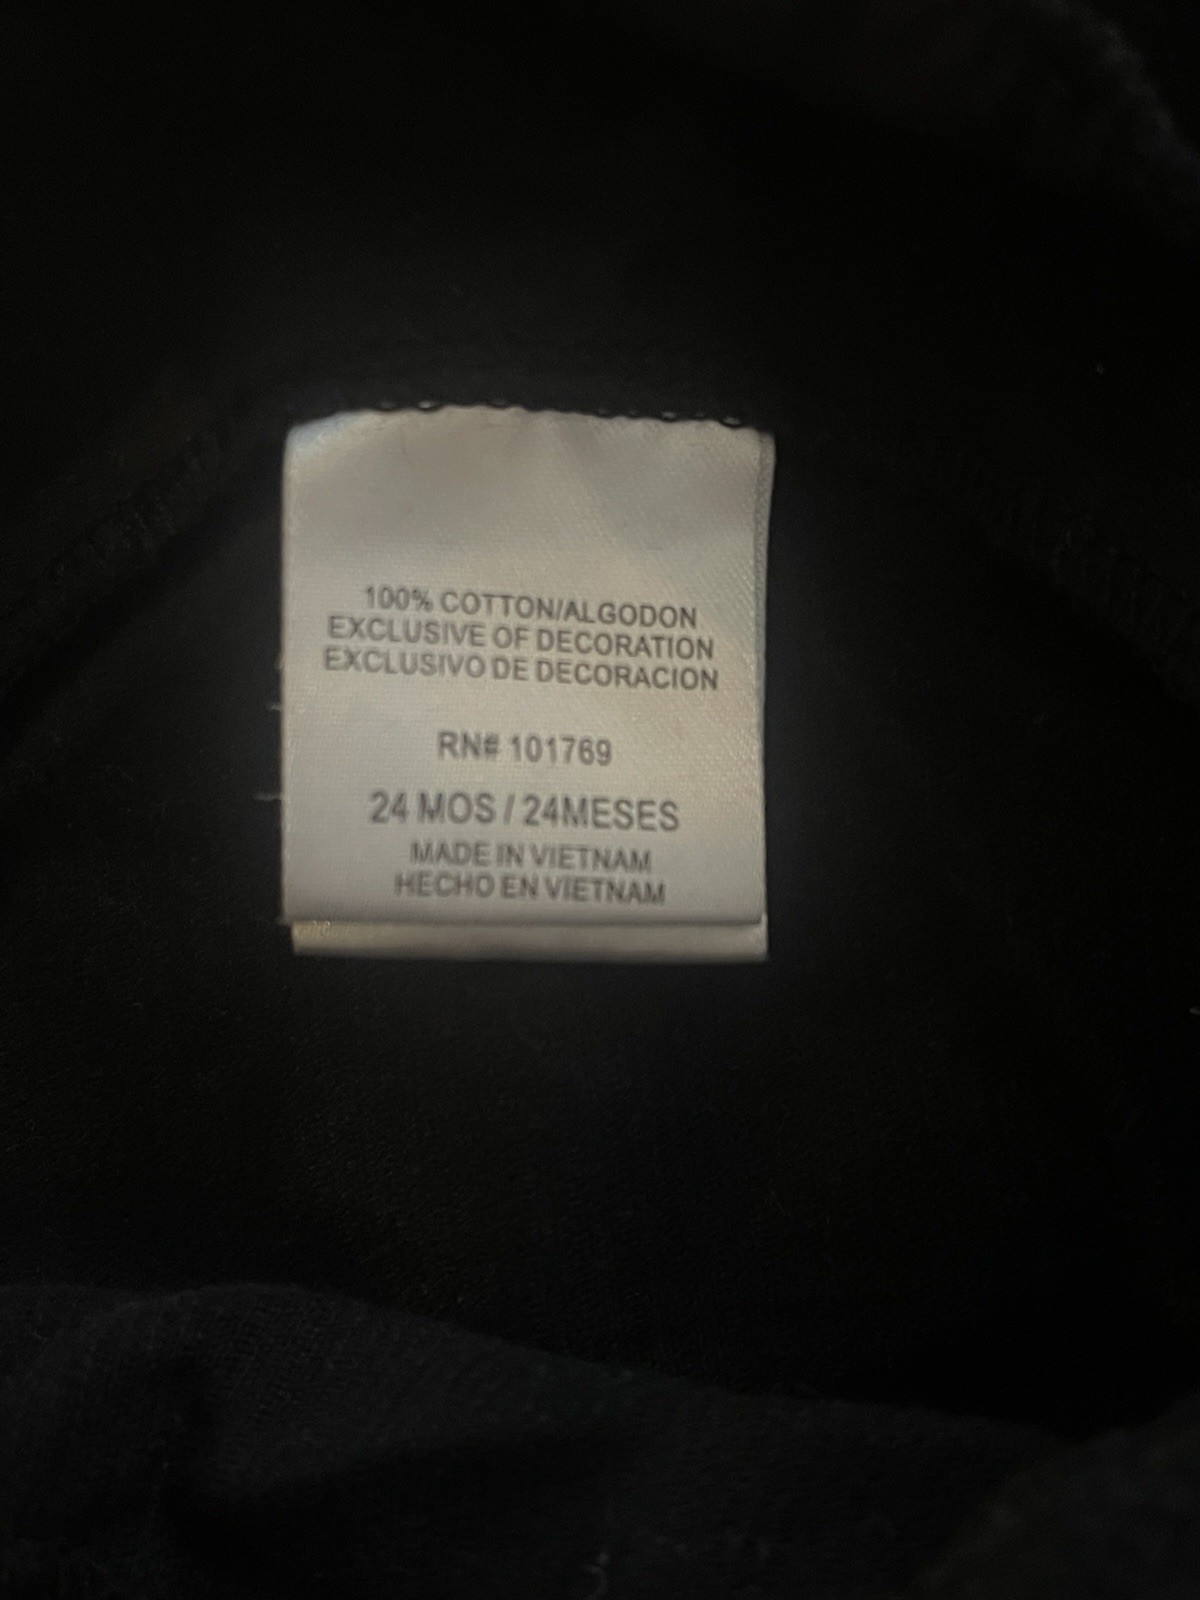 100% COTTON/ALGODON
EXCLUSIVE OF DECORATION
EXCLUSIVO DE DECORACION
RN# 101769
24 MOS / 24MESES
MADE IN VIETNAM
HECHO EN VIETNAM